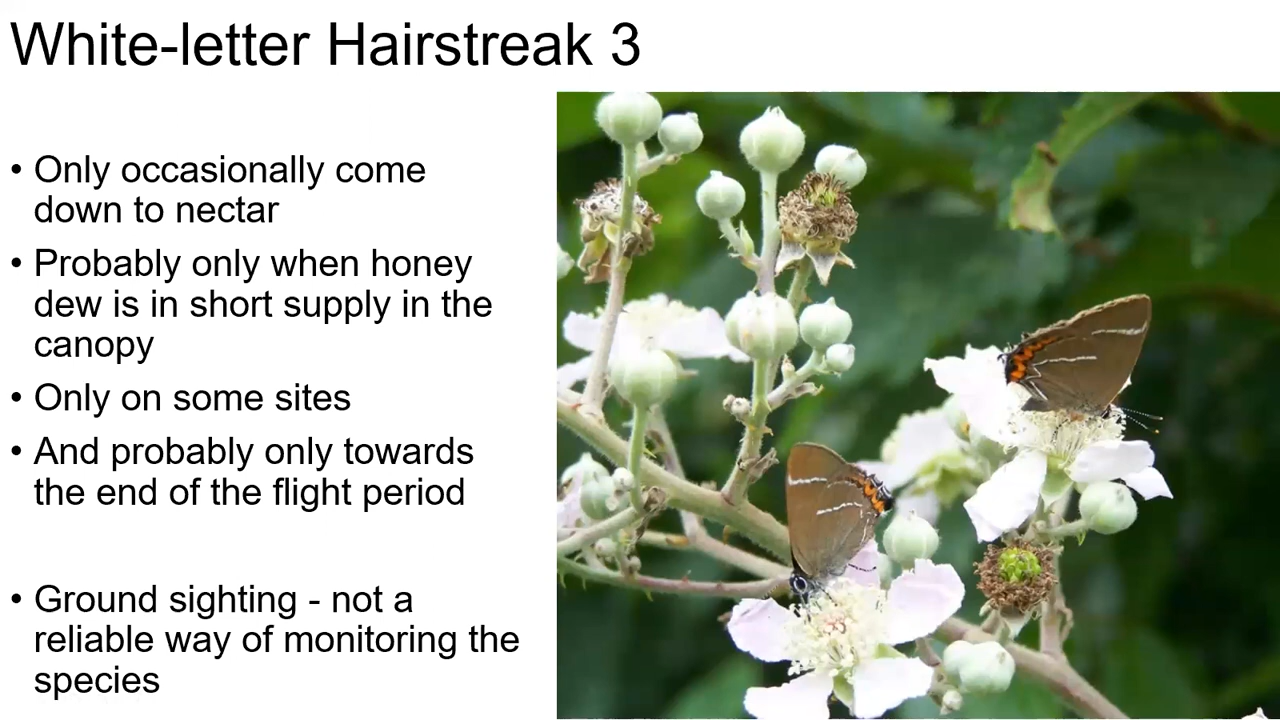 White-letter Hairstreak 3
• Only occasionally come
down to nectar
• Probably only when honey
dew is in short supply in the
canopy
• Only on some sites
• And probably only towards
the end of the flight period
• Ground sighting - not a
reliable way of monitoring the
species